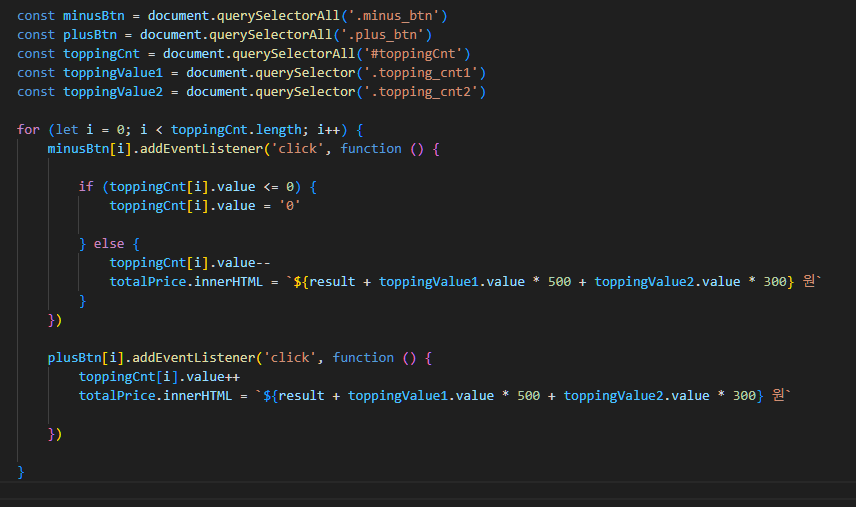 const minusBtn = document.querySelectorAll('.minus_btn')
const plusBtn = document.querySelectorAll('.plus_btn')
const toppingCnt = document.querySelectorAll('#toppingCnt')
const toppingValue1 = document.querySelector('.topping_cnt1')
const toppingValue2 = document.querySelector('.topping_cnt2')
for (let i = 0; i < toppingCnt.length; i++) {
minusBtn[i].addEventListener('click', function () {
if (toppingCnt[i].value <= 0) {
toppingCnt[i].value = '0'
} else {
toppingCnt[i].value--
totalPrice.innerHTML = `${result + toppingValue1.value * 500 + toppingValue2.value * 300} 원`
}
})
plusBtn[i].addEventListener('click', function () {
toppingCnt[i].value++
totalPrice.innerHTML = `${result + toppingValue1.value * 500 + toppingValue2.value * 300} 원`
})
}